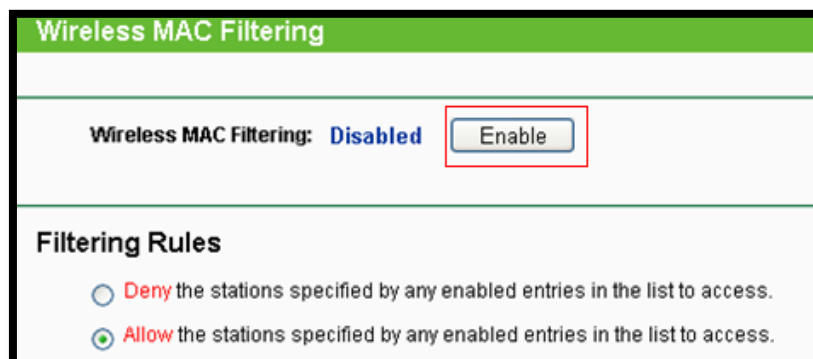 Wireless MAC Filtering
Wireless MAC Filtering: Disabled Enable
Filtering Rules
Deny the stations specified by any enabled entries in the list to access.
Allow the stations specified by any enabled entries in the list to access.